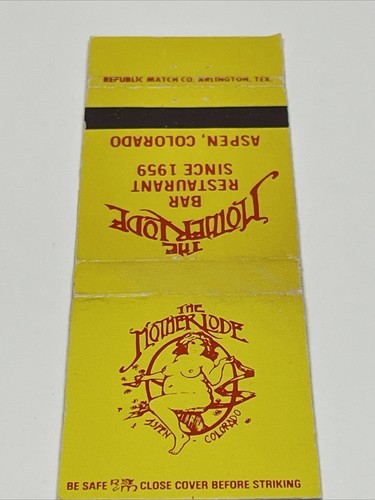 REPUBLIC MATCH CO. ARLINGTON, TEX.
THE
MOTHER LODE
BAR
RESTAURANT
SINCE 1959
ASPEN, COLORADO
THE
MOTHER LODE
ASPEN COLORADO
BE SAFE CLOSE COVER BEFORE STRIKING